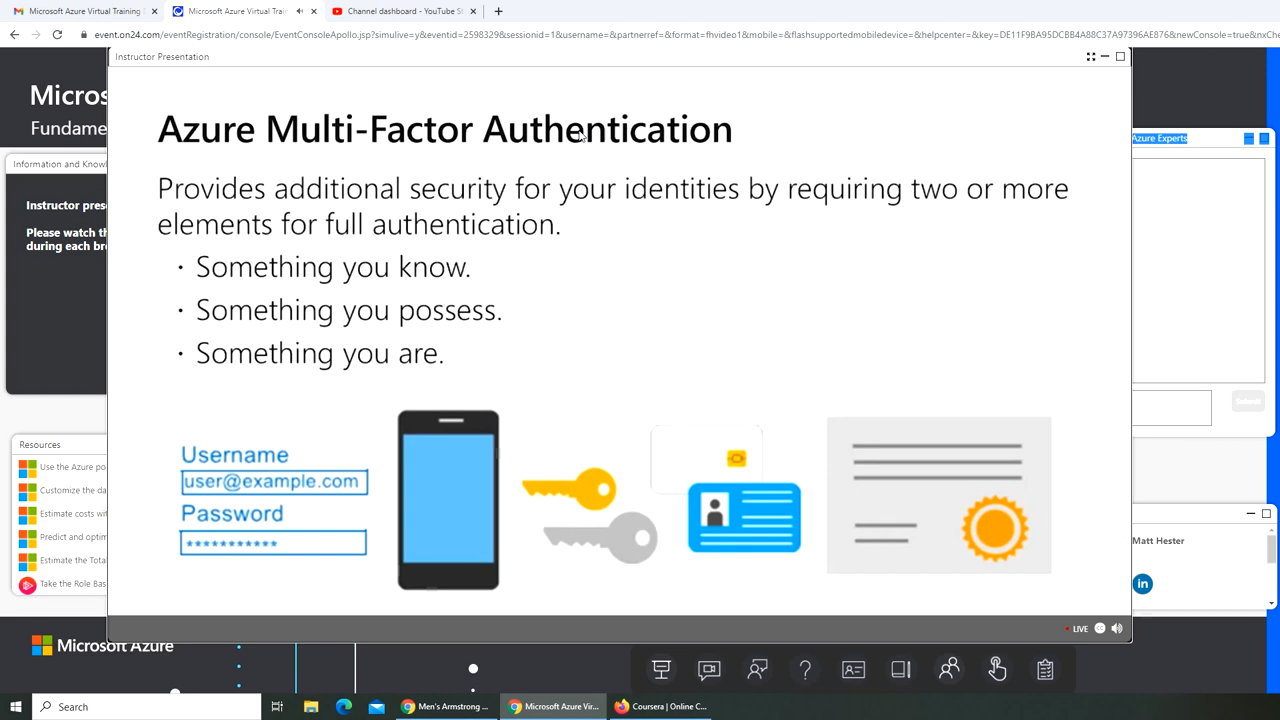 Microsoft Azure Virtual Training D
Microsoft Azure Virtual Train
Channel dashboard - YouTube St
event.on24.com/eventRegistration/console/EventConsoleApollo.jsp?simulive=y&eventid=2598329&sessionid=1&username=&partnerref=&format=fhvideo1&mobile=&flashsupportedmobiledevice=&helpcenter=&key=DE11F9BA95DCBB4A88C37A97396AE876&newConsole=true&nxChe
Instructor Presentation
Micros
Fundame
Information and Knowl
Instructor pres
Please watch th
during each bre
Azure Multi-Factor Authentication
Provides additional security for your identities by requiring two or more
elements for full authentication.
· Something you know.
· Something you possess.
· Something you are.
Username
user@example.com
Password
***********
Azure Experts
Submit
Resources
Use the Azure po
Customize the da
Estimate costs wit
Predict and optim
Estimate the Tota
Take the Role Bas
Matt Hester
in
LIVE
CC
Microsoft Azure
Search
Men's Armstrong ...
Microsoft Azure Vir...
Coursera | Online C...